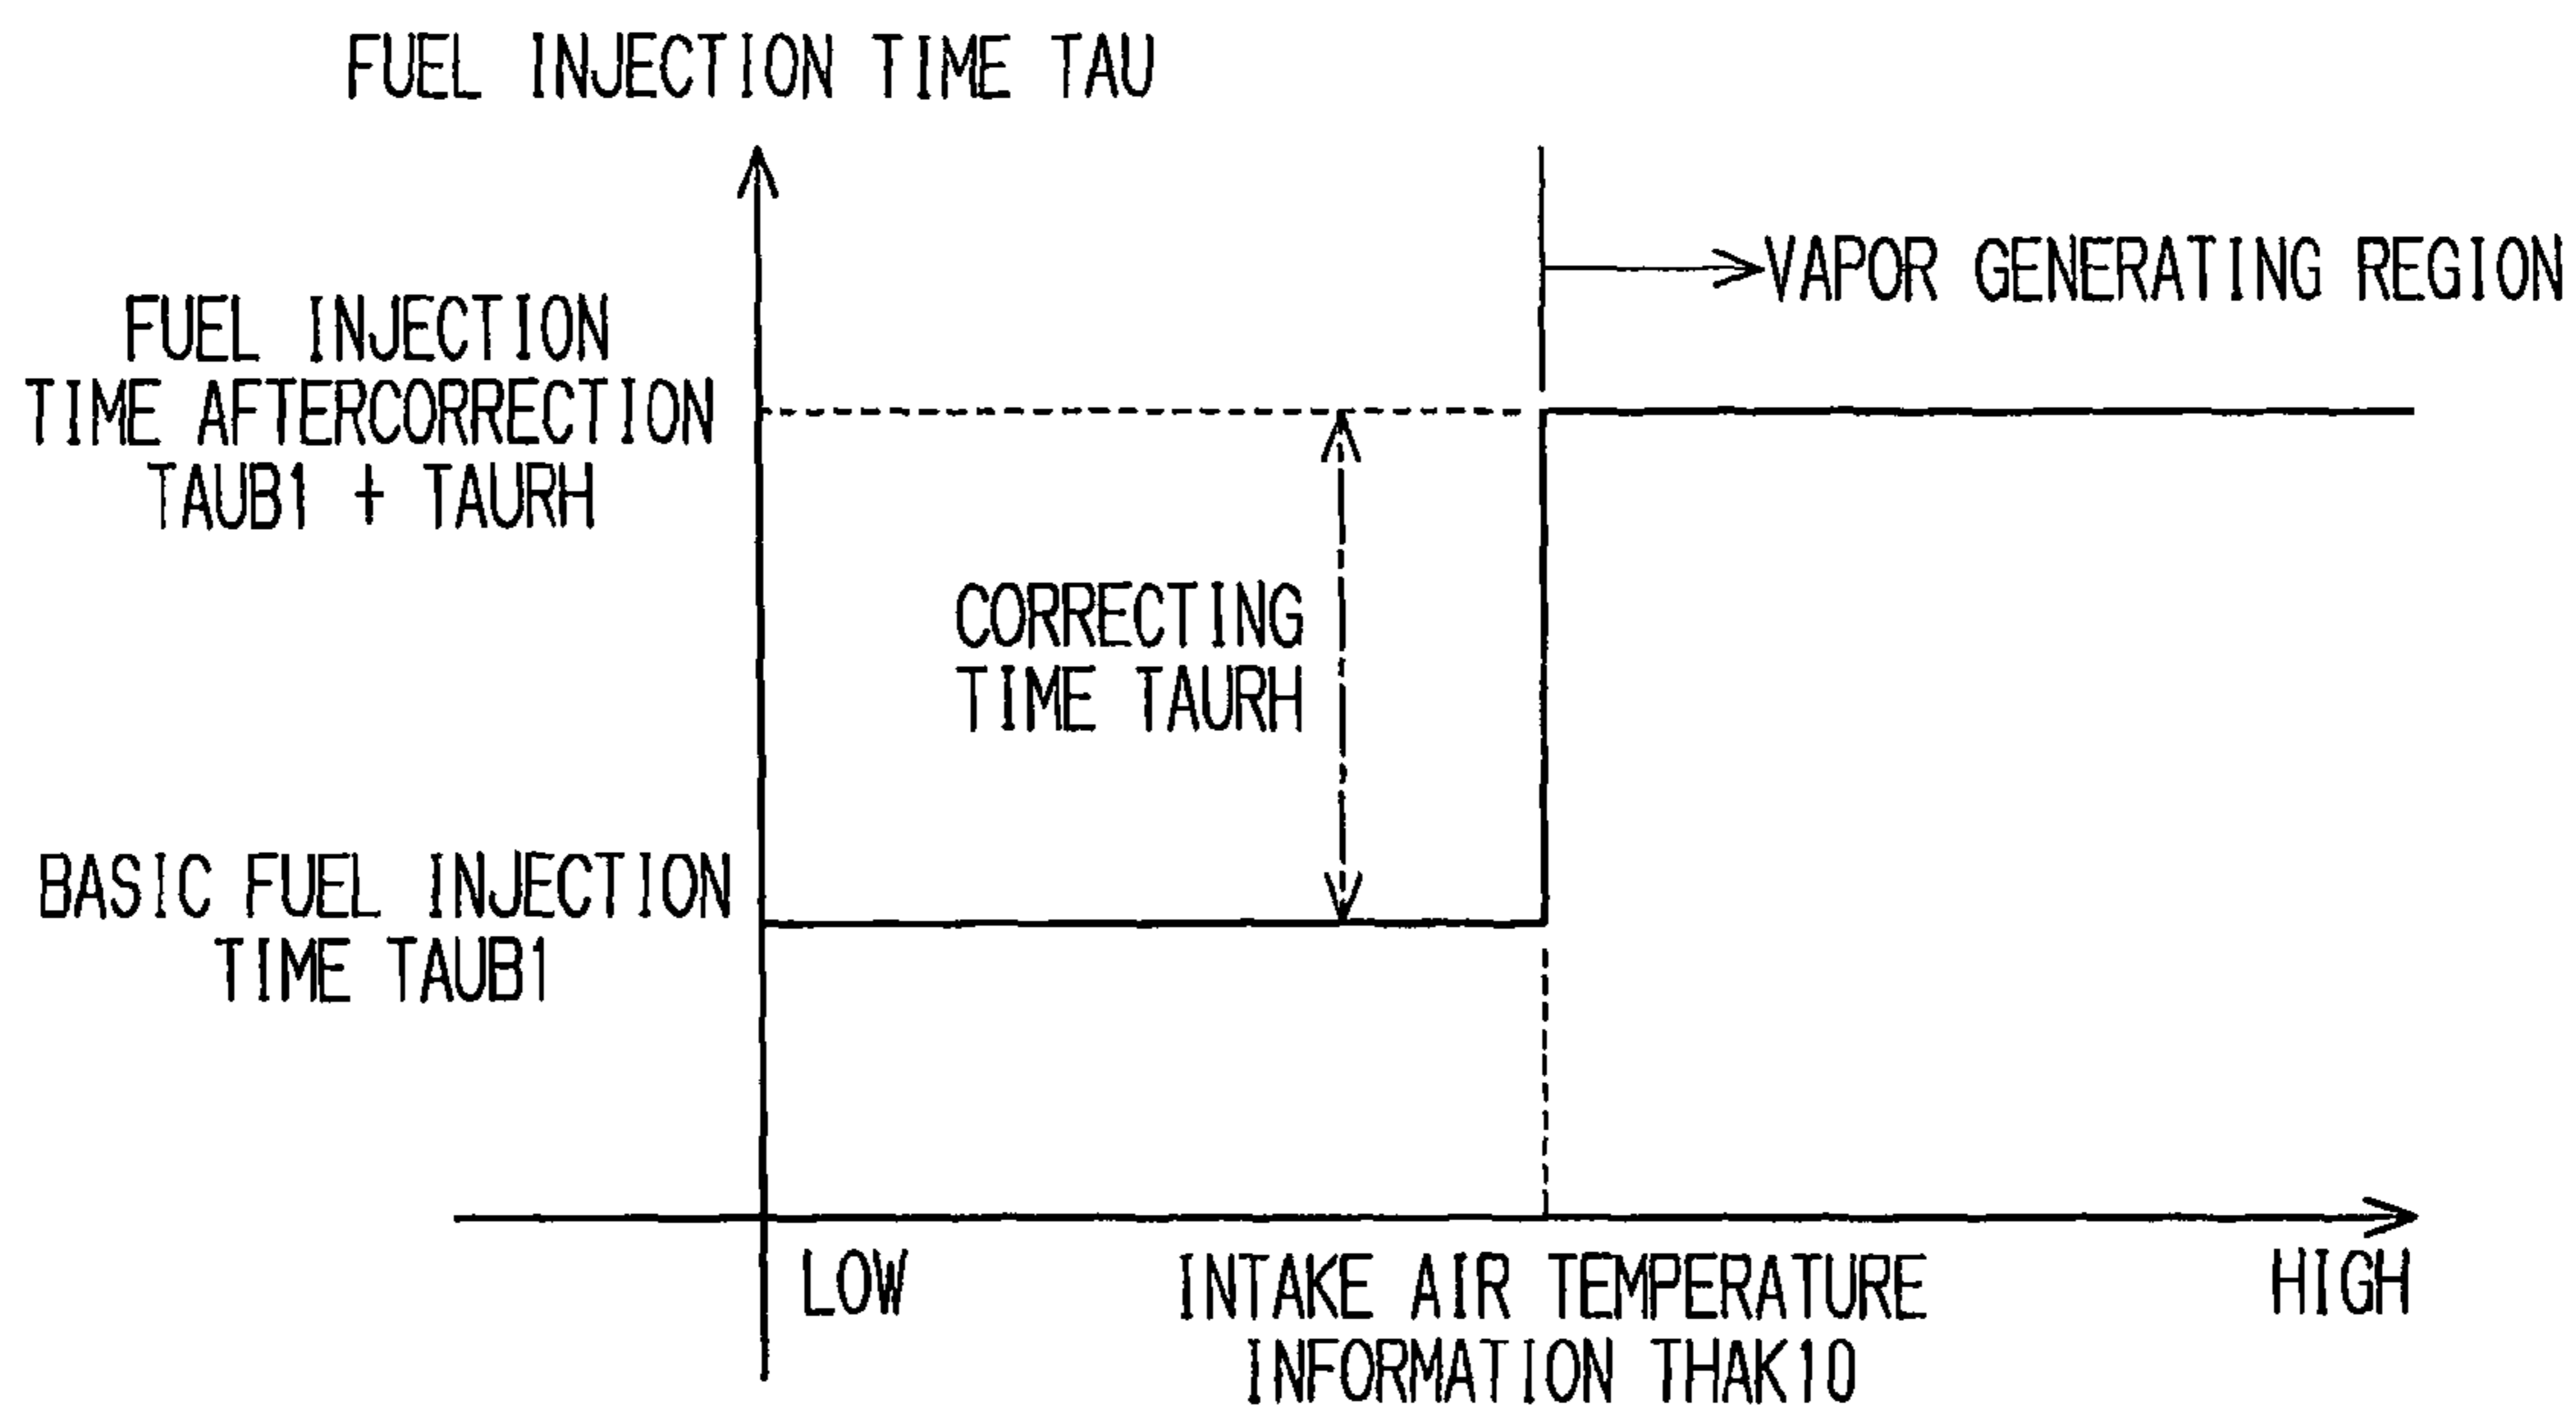 FUEL INJECTION TIME TAU
VAPOR GENERATING REGION
FUEL INJECTION
TIME AFTERCORRECTION
TAUB1 + TAURH
CORRECTING
TIME TAURH
BASIC FUEL INJECTION
TIME TAUB1
LOW
INTAKE AIR TEMPERATURE
INFORMATION THAK10
HIGH